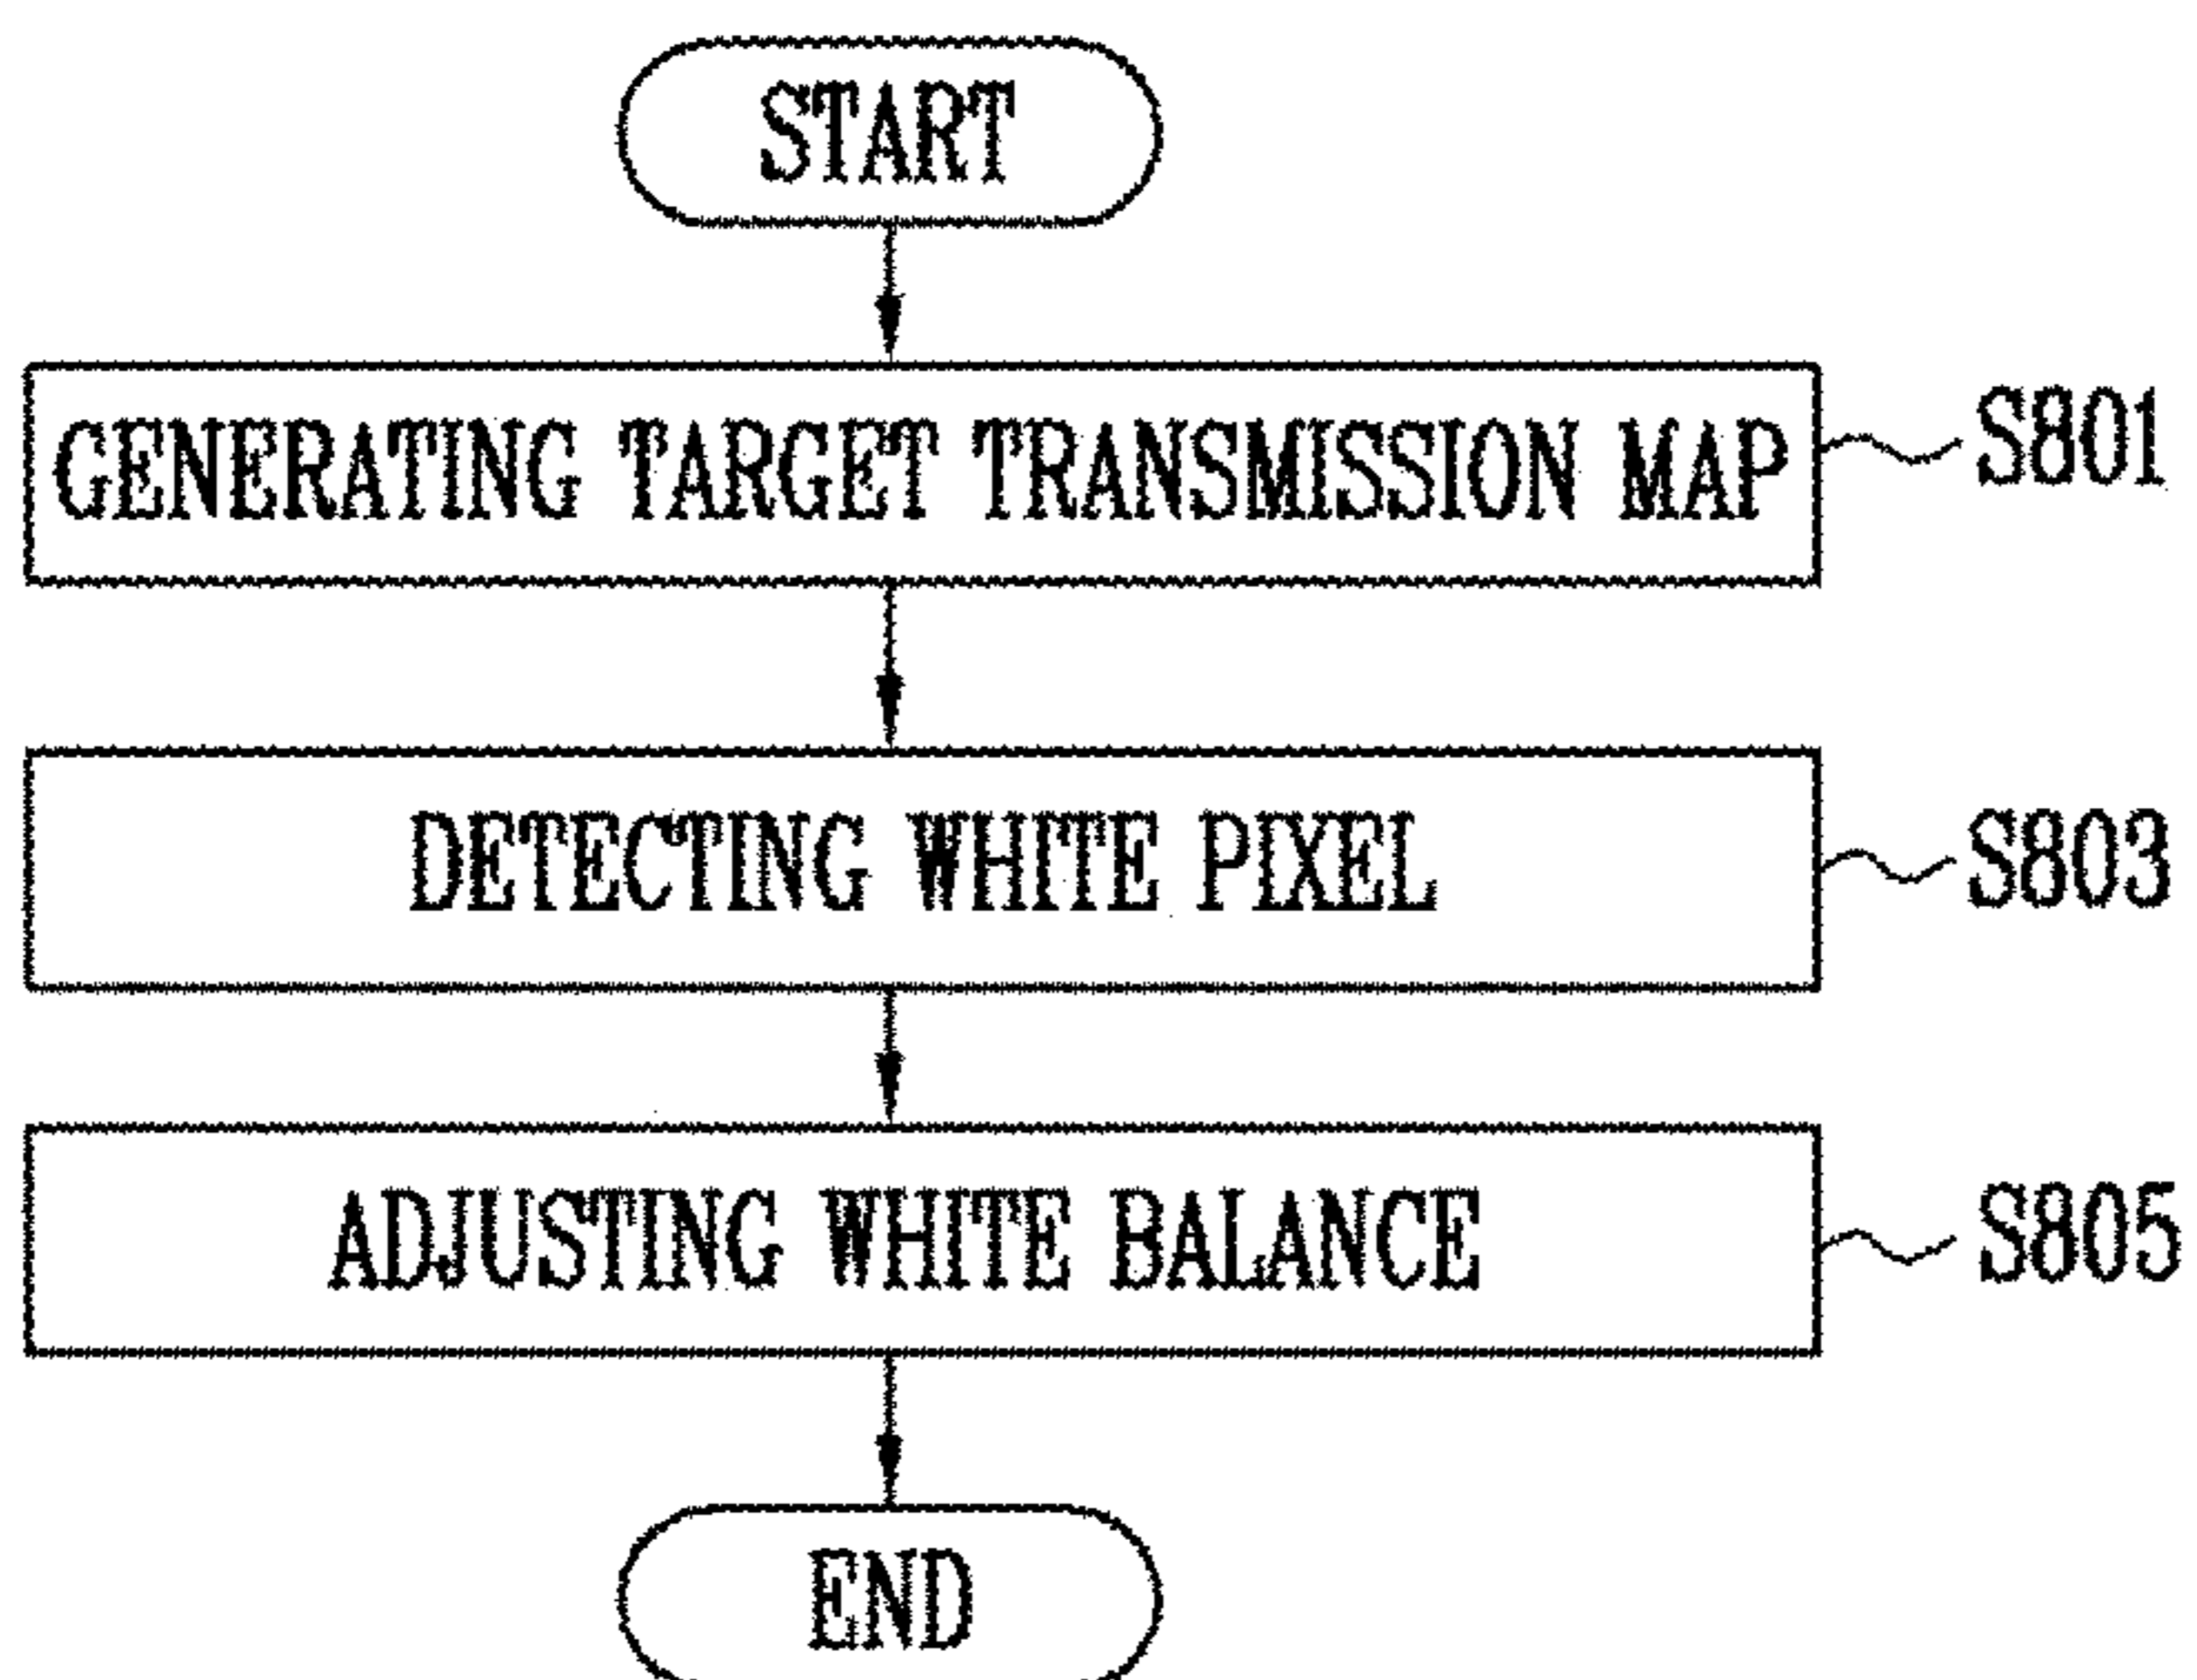 START
GENERATING TARGET TRANSMISSION MAP
S801
DETECTING WHITE PIXEL
S803
ADJUSTING WHITE BALANCE
S805
END